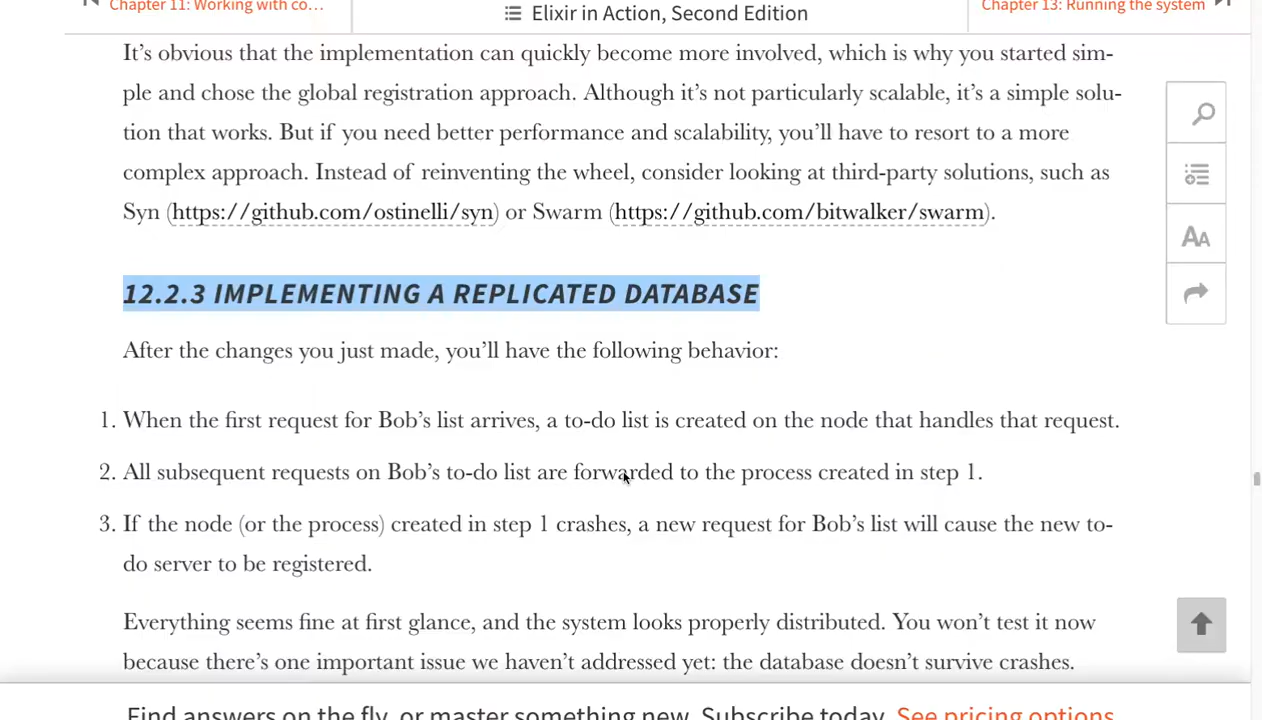 Chapter 11: Working with co…
Elixir in Action, Second Edition
Chapter 13: Running the system
It’s obvious that the implementation can quickly become more involved, which is why you started sim-
ple and chose the global registration approach. Although it’s not particularly scalable, it’s a simple solu-
tion that works. But if you need better performance and scalability, you’ll have to resort to a more
complex approach. Instead of reinventing the wheel, consider looking at third-party solutions, such as
Syn (https://github.com/ostinelli/syn) or Swarm (https://github.com/bitwalker/swarm).
12.2.3 IMPLEMENTING A REPLICATED DATABASE
After the changes you just made, you’ll have the following behavior:
1. When the first request for Bob’s list arrives, a to-do list is created on the node that handles that request.
2. All subsequent requests on Bob’s to-do list are forwarded to the process created in step 1.
3. If the node (or the process) created in step 1 crashes, a new request for Bob’s list will cause the new to-
do server to be registered.
Everything seems fine at first glance, and the system looks properly distributed. You won’t test it now
because there’s one important issue we haven’t addressed yet: the database doesn’t survive crashes.
Find answers on the fly, or master something new. Subscribe today. See pricing options.
AA